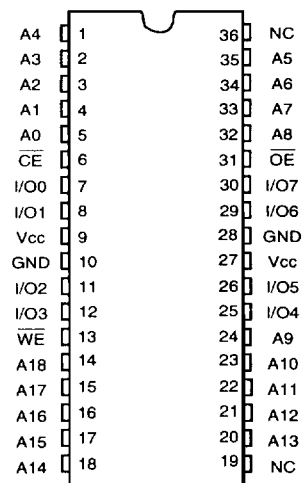 A4 1 36 NC
A3 2 35 A5
A2 3 34 A6
A1 4 33 A7
A0 5 32 A8
C̅E̅ 6 31 O̅E̅
I/O0 7 30 I/O7
I/O1 8 29 I/O6
Vcc 9 28 GND
GND 10 27 Vcc
I/O2 11 26 I/O5
I/O3 12 25 I/O4
W̅E̅ 13 24 A9
A18 14 23 A10
A17 15 22 A11
A16 16 21 A12
A15 17 20 A13
A14 18 19 NC